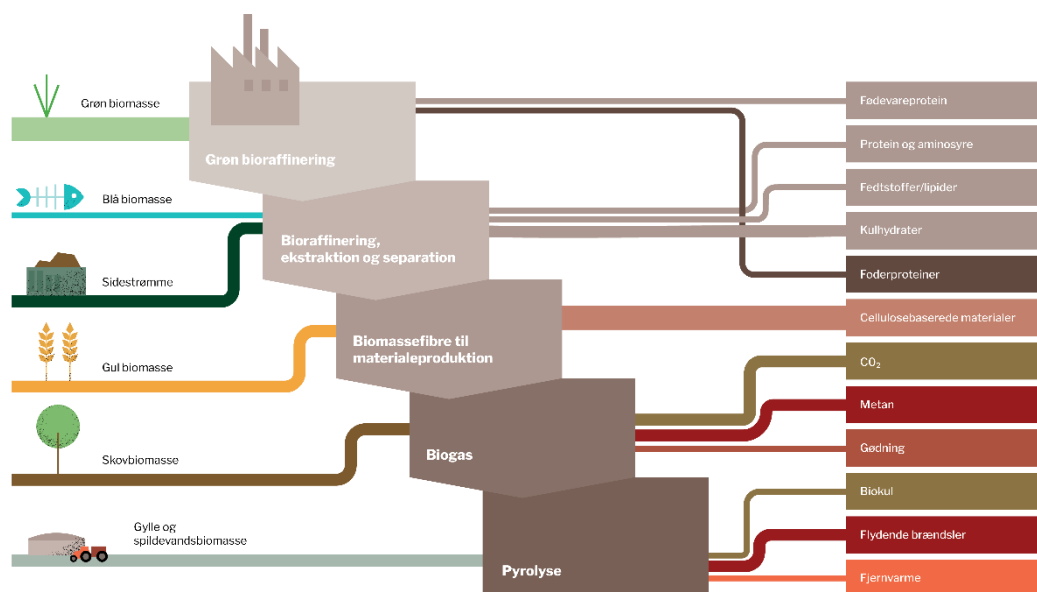 Grøn biomasse
Grøn bioraffinering
Blå biomasse
Bioraffinering,
ekstraktion og separation
Sidestrømme
Biomassefibre til
materialeproduktion
Gul biomasse
Biogas
Skovbiomasse
Gylle og
spildevandsbiomasse
Pyrolyse
Fødevareprotein
Protein og aminosyre
Fedtstoffer/lipider
Kulhydrater
Foderproteiner
Cellulosebaserede materialer
CO₂
Metan
Gødning
Biokul
Flydende brændsler
Fjernvarme